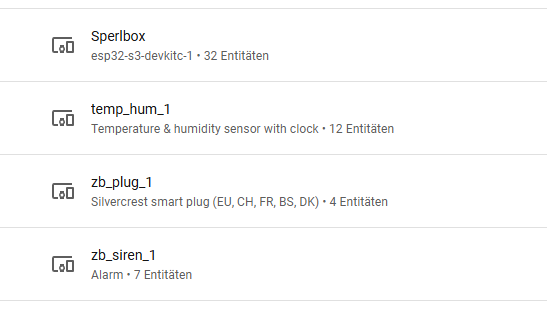 Sperlbox
esp32-s3-devkitc-1 • 32 Entitäten
temp_hum_1
Temperature & humidity sensor with clock • 12 Entitäten
zb_plug_1
Silvercrest smart plug (EU, CH, FR, BS, DK) • 4 Entitäten
zb_siren_1
Alarm • 7 Entitäten